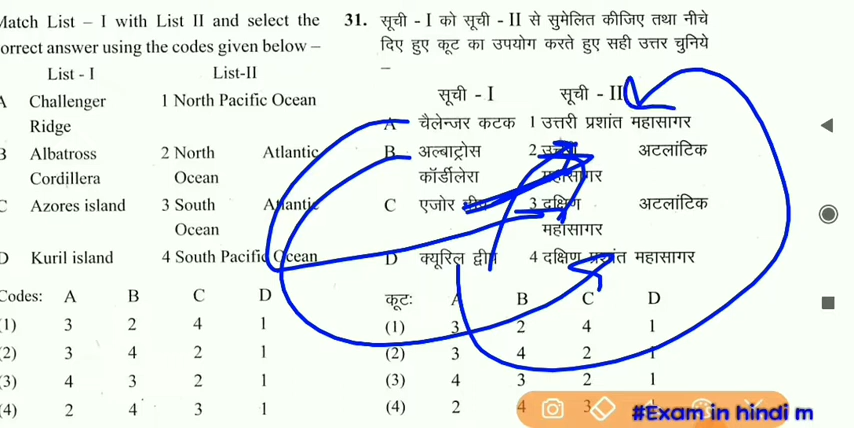 Match List – I with List II and select the
correct answer using the codes given below –
List - I List-II
A Challenger Ridge 1 North Pacific Ocean
B Albatross Cordillera 2 North Atlantic Ocean
C Azores island 3 South Atlantic Ocean
D Kuril island 4 South Pacific Ocean
Codes: A B C D
(1) 3 2 4 1
(2) 3 4 2 1
(3) 4 3 2 1
(4) 2 4 3 1
31. सूची - I को सूची - II से सुमेलित कीजिए तथा नीचे
दिए हुए कूट का उपयोग करते हुए सही उत्तर चुनिये
–
सूची - I सूची - II
A चैलेन्जर कटक 1 उत्तरी प्रशांत महासागर
B अल्बाट्रोस कॉर्डीलेरा 2 उत्तरी अटलांटिक महासागर
C एजोर द्वीप 3 दक्षिण अटलांटिक महासागर
D क्यूरिल द्वीप 4 दक्षिण प्रशांत महासागर
कूटः A B C D
(1) 3 2 4 1
(2) 3 4 2 1
(3) 4 3 2 1
(4) 2 4 3
#Exam in hindi m